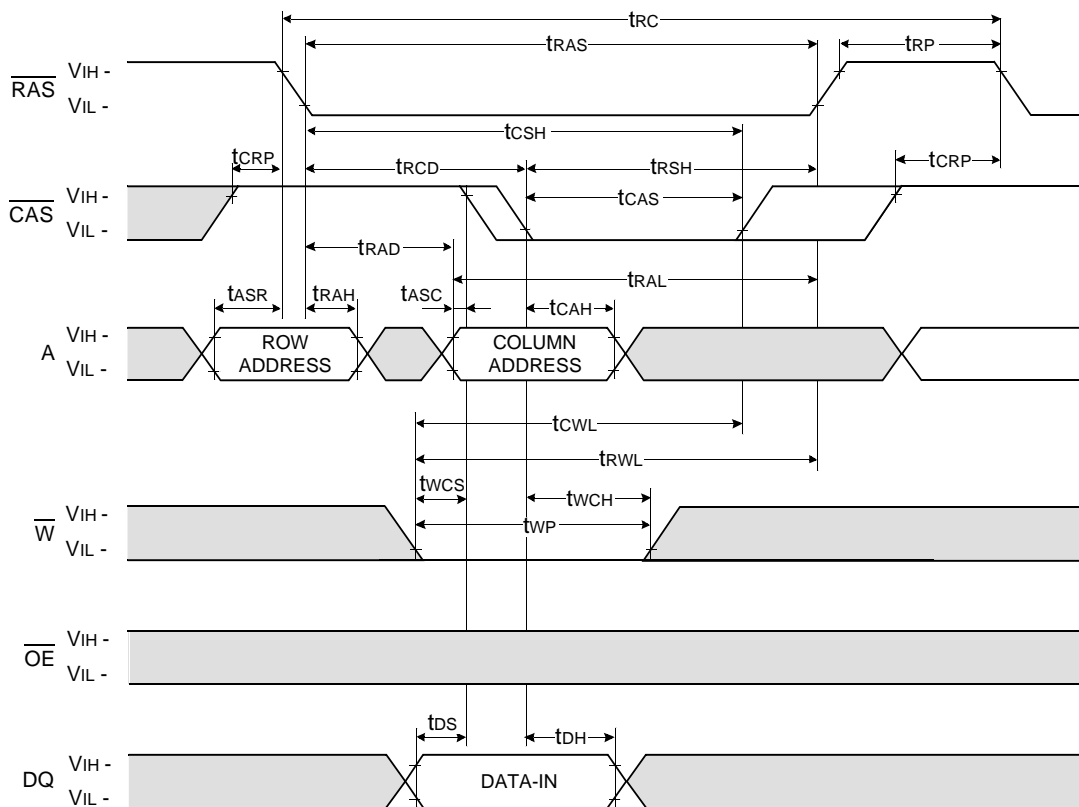 tRC
tRAS
tRP
RAS
VIH -
VIL -
tCSH
tCRP
tRCD
tRSH
tCRP
CAS
VIH -
VIL -
tCAS
tRAD
tRAL
tASR
tRAH
tASC
tCAH
A
VIH -
VIL -
ROW
ADDRESS
COLUMN
ADDRESS
tCWL
tRWL
tWCS
tWCH
W
VIH -
VIL -
tWP
OE
VIH -
VIL -
tDS
tDH
DQ
VIH -
VIL -
DATA-IN